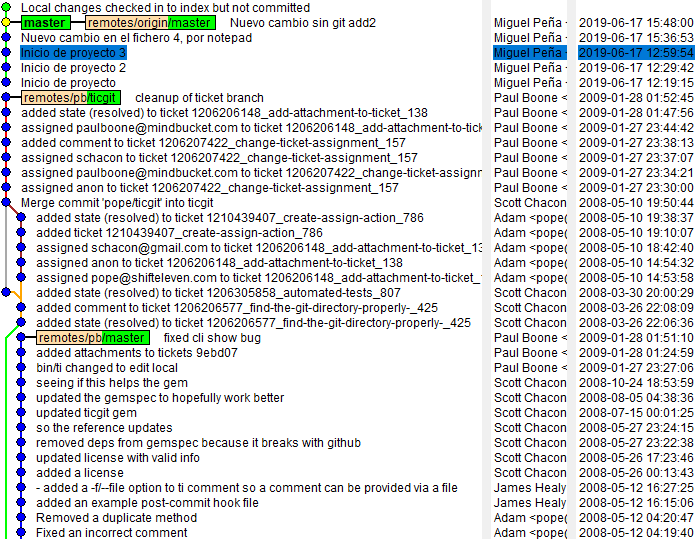 Local changes checked in to index but not committed
master remotes/origin/master Nuevo cambio sin git add2 Miguel Peña 2019-06-17 15:48:00
Nuevo cambio en el fichero 4, por notepad Miguel Peña 2019-06-17 15:36:53
Inicio de proyecto 3 Miguel Peña 2019-06-17 12:59:54
Inicio de proyecto 2 Miguel Peña 2019-06-17 12:29:42
Inicio de proyecto Miguel Peña 2019-06-17 12:19:15
remotes/pb/ticgit cleanup of ticket branch Paul Boone < 2009-01-28 01:52:45
added state (resolved) to ticket 1206206148_add-attachment-to-ticket_138 Paul Boone < 2009-01-28 01:47:56
assigned paulboone@mindbucket.com to ticket 1206206148_add-attachment-to-tick Paul Boone < 2009-01-27 23:44:42
added comment to ticket 1206207422_change-ticket-assignment_157 Paul Boone < 2009-01-27 23:38:13
assigned schacon to ticket 1206207422_change-ticket-assignment_157 Paul Boone < 2009-01-27 23:37:07
assigned paulboone@mindbucket.com to ticket 1206207422_change-ticket-assignm Paul Boone < 2009-01-27 23:34:21
assigned anon to ticket 1206207422_change-ticket-assignment_157 Paul Boone < 2009-01-27 23:30:00
Merge commit 'pope/ticgit' into ticgit Scott Chacon 2008-05-10 19:50:44
added state (resolved) to ticket 1210439407_create-assign-action_786 Adam <pope( 2008-05-10 19:38:37
added ticket 1210439407_create-assign-action_786 Adam <pope( 2008-05-10 19:10:07
assigned schacon@gmail.com to ticket 1206206148_add-attachment-to-ticket_13 Adam <pope( 2008-05-10 18:42:40
assigned anon to ticket 1206206148_add-attachment-to-ticket_138 Adam <pope( 2008-05-10 14:54:32
assigned pope@shifteleven.com to ticket 1206206148_add-attachment-to-ticket_ Adam <pope( 2008-05-10 14:53:58
added state (resolved) to ticket 1206305858_automated-tests_807 Scott Chacon 2008-03-30 20:00:29
added comment to ticket 1206206577_find-the-git-directory-properly-_425 Scott Chacon 2008-03-26 22:08:09
added state (resolved) to ticket 1206206577_find-the-git-directory-properly-_425 Scott Chacon 2008-03-26 22:06:36
remotes/pb/master fixed cli show bug Paul Boone < 2009-01-28 01:51:10
added attachments to tickets 9ebd07 Paul Boone < 2009-01-28 01:24:59
bin/ti changed to edit local Paul Boone < 2009-01-27 23:27:06
seeing if this helps the gem Scott Chacon 2008-10-24 18:53:59
updated the gemspec to hopefully work better Scott Chacon 2008-08-05 04:38:36
updated ticgit gem Scott Chacon 2008-07-15 00:01:25
so the reference updates Scott Chacon 2008-05-27 23:24:15
removed deps from gemspec because it breaks with github Scott Chacon 2008-05-27 23:22:38
updated license with valid info Scott Chacon 2008-05-26 17:23:46
added a license Scott Chacon 2008-05-26 00:13:43
- added a -f/--file option to ti comment so a comment can be provided via a file James Healy 2008-05-12 16:27:25
added an example post-commit hook file James Healy 2008-05-12 16:15:06
Removed a duplicate method Adam <pope( 2008-05-12 04:20:47
Fixed an incorrect comment Adam <pope( 2008-05-12 04:19:40